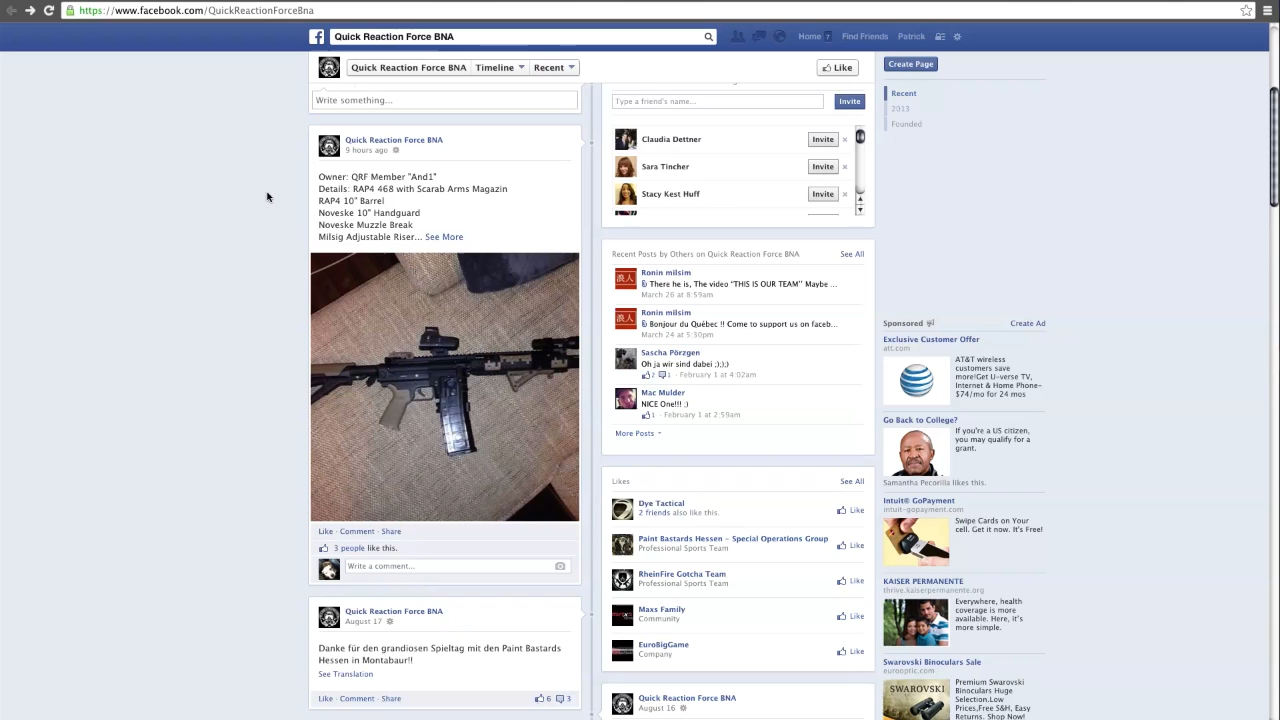 https://www.facebook.com/QuickReactionForceBna
Quick Reaction Force BNA
Home 7 Find Friends Patrick
Quick Reaction Force BNA Timeline Recent Like
Write something...
Quick Reaction Force BNA
9 hours ago
Owner: QRF Member "And1"
Details: RAP4 468 with Scarab Arms Magazin
RAP4 10" Barrel
Noveske 10" Handguard
Noveske Muzzle Break
Milsig Adjustable Riser... See More
Like · Comment · Share
3 people like this.
Write a comment...
Quick Reaction Force BNA
August 17
Danke für den grandiosen Spieltag mit den Paint Bastards
Hessen in Montabaur!!
See Translation
Like · Comment · Share 6 3
Type a friend's name... Invite
Claudia Dettner Invite
Sara Tincher Invite
Stacy Kest Huff Invite
Recent Posts by Others on Quick Reaction Force BNA See All
Ronin milsim
There he is, The video "THIS IS OUR TEAM" Maybe ...
March 26 at 8:59am
Ronin milsim
Bonjour du Québec !! Come to support us on faceb...
March 24 at 5:30pm
Sascha Pörzgen
Oh ja wir sind dabei ;););)
2 1 · February 1 at 4:02am
Mac Mulder
NICE One!!! :)
1 · February 1 at 2:59am
More Posts
Likes See All
Dye Tactical
2 friends also like this.
Like
Paint Bastards Hessen - Special Operations Group
Professional Sports Team
Like
RheinFire Gotcha Team
Professional Sports Team
Like
Maxs Family
Community
Like
EuroBigGame
Company
Like
Quick Reaction Force BNA
August 16
Create Page
Recent
2013
Founded
Sponsored Create Ad
Exclusive Customer Offer
att.com
AT&T wireless
customers save
more!Get U-verse TV,
Internet & Home Phone-
$74/mo for 24 mos
Go Back to College?
If you're a US citizen,
you may qualify for a
grant.
Samantha Pecorilla likes this.
Intuit® GoPayment
intuit-gopayment.com
Swipe Cards on Your
cell. Get it now. It's Free!
KAISER PERMANENTE
thrive.kaiserpermanente.org
Everywhere, health
coverage is more
available. Here, it's
more simple.
Swarovski Binoculars Sale
eurooptic.com
SWAROVSKI
Premium Swarovski
Binoculars Huge
Selection.Low
Prices,Free S&H, Easy
Returns. Shop Now!